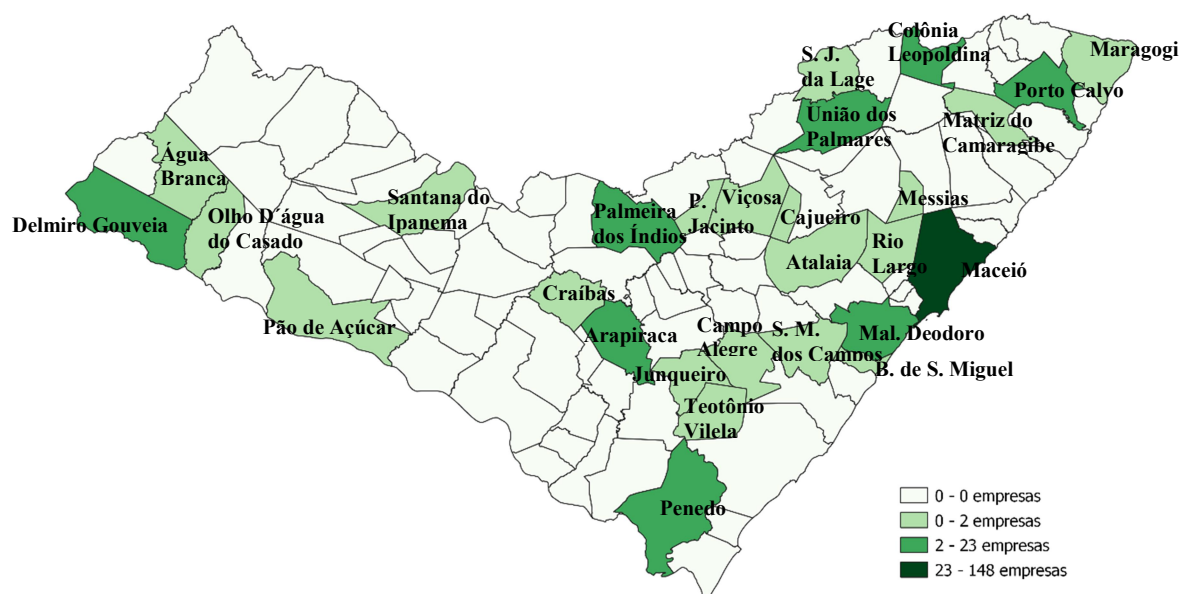 Colônia
Leopoldina
Maragogi
S. J.
da Lage
Porto Calvo
União dos
Palmares
Matriz do
Camaragibe
Água
Branca
Santana do
Ipanema
Viçosa
Messias
P.
Jacinto
Cajueiro
Delmiro Gouveia
Olho D´água
do Casado
Palmeira
dos Índios
Rio
Largo
Atalaia
Maceió
Craíbas
Pão de Açúcar
Arapiraca
Campo
Alegre
S. M.
dos Campos
Mal. Deodoro
Junqueiro
B. de S. Miguel
Teotônio
Vilela
Penedo
0 - 0 empresas
0 - 2 empresas
2 - 23 empresas
23 - 148 empresas